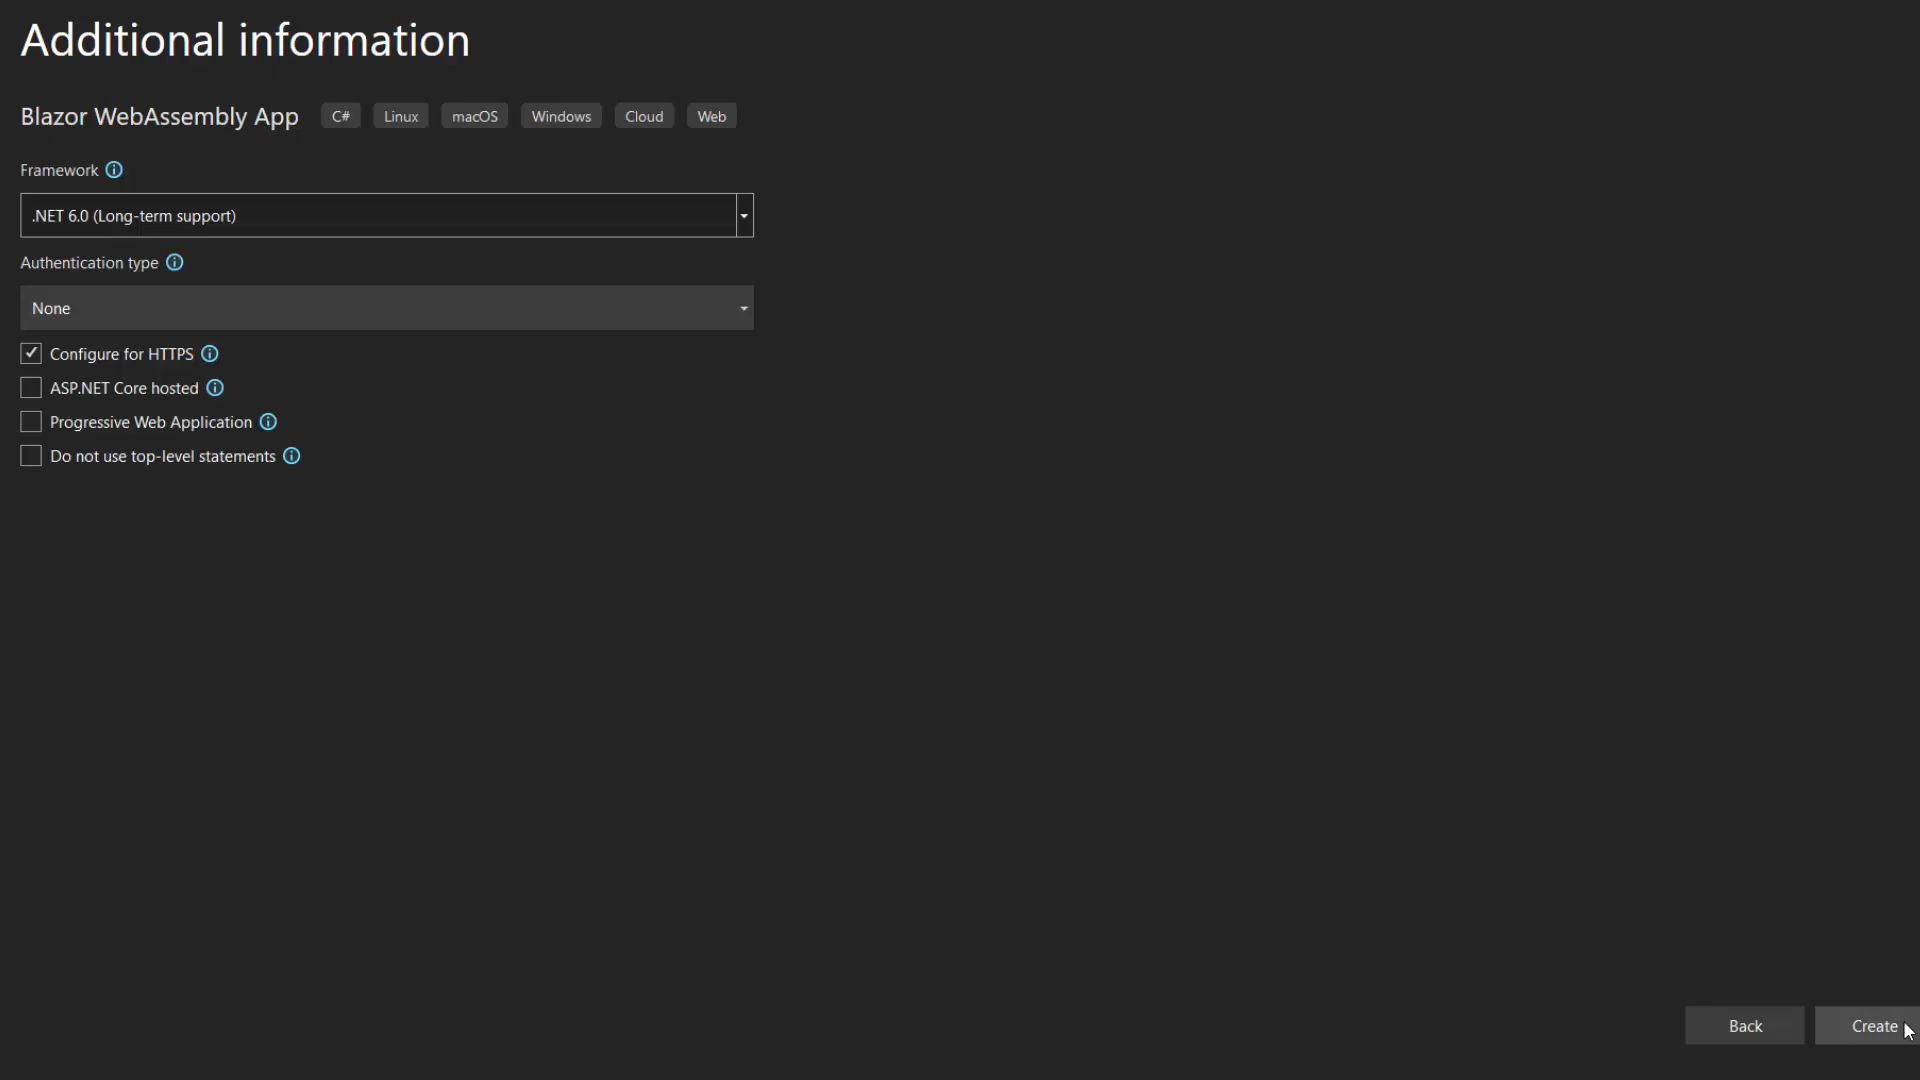 Additional information
Blazor WebAssembly App C# Linux macOS Windows Cloud Web
Framework
.NET 6.0 (Long-term support)
Authentication type
None
Configure for HTTPS
ASP.NET Core hosted
Progressive Web Application
Do not use top-level statements
Back Create